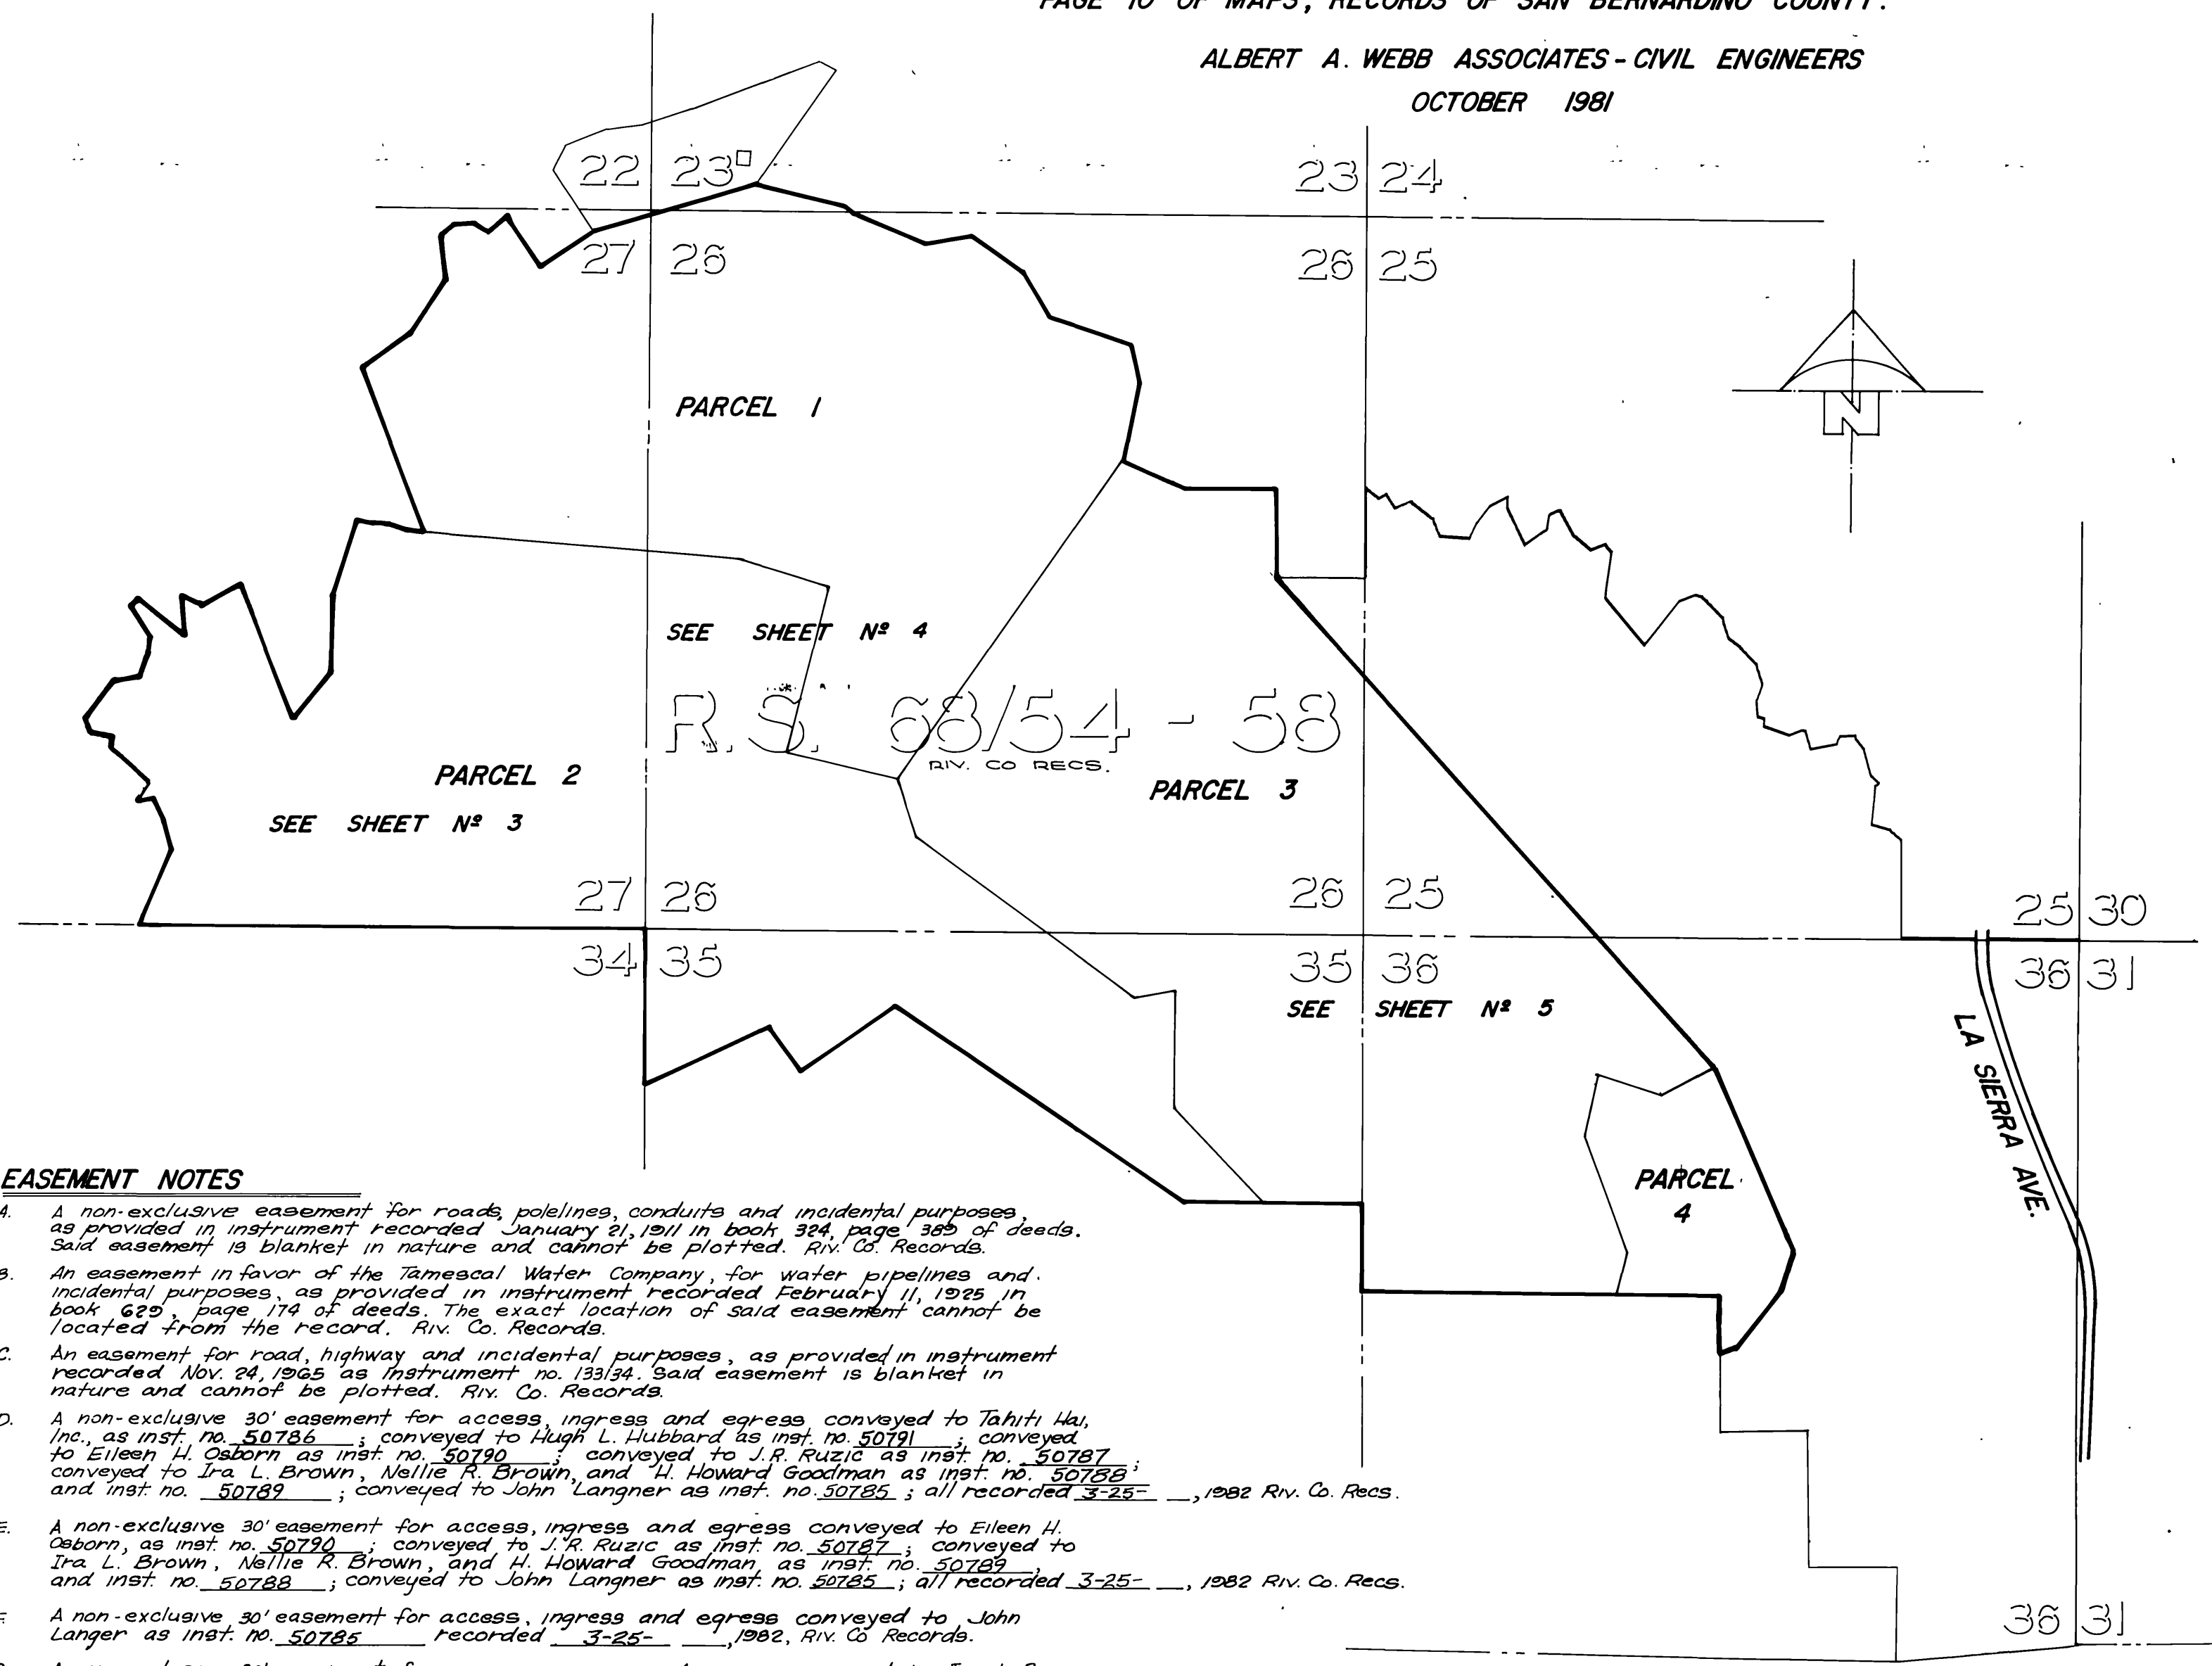 PAGE 10 OF MAPS, RECORDS OF SAN BERNARDINO COUNTY.
ALBERT A. WEBB ASSOCIATES - CIVIL ENGINEERS
OCTOBER 1981
22 23
23 24
27 26
26 25
N
PARCEL 1
SEE SHEET Nº 4
R.S. 68/54 - 58
RIV. CO RECS.
PARCEL 2
PARCEL 3
SEE SHEET Nº 3
27 26
26 25
25 30
34 35
35 36
36 31
SEE SHEET Nº 5
LA SIERRA AVE.
PARCEL
4
EASEMENT NOTES
A. A non-exclusive easement for roads, polelines, conduits and incidental purposes,
as provided in instrument recorded January 21, 1911 in book 324, page 389 of deeds.
Said easement is blanket in nature and cannot be plotted. Riv. Co. Records.
B. An easement in favor of the Tamescal Water Company, for water pipelines and
incidental purposes, as provided in instrument recorded February 11, 1925 in
book 629, page 174 of deeds. The exact location of said easement cannot be
located from the record. Riv. Co. Records.
C. An easement for road, highway and incidental purposes, as provided in instrument
recorded Nov. 24, 1965 as Instrument no. 133134. Said easement is blanket in
nature and cannot be plotted. Riv. Co. Records.
D. A non-exclusive 30' easement for access, ingress and egress, conveyed to Tahiti Hai,
Inc., as inst. no. 50786 ; conveyed to Hugh L. Hubbard as inst. no. 50791 ; conveyed
to Eileen H. Osborn as inst. no. 50790 ; conveyed to J.R. Ruzic as inst. no. 50787 ;
conveyed to Ira L. Brown, Nellie R. Brown, and H. Howard Goodman as inst. no. 50788
and inst. no. 50789 ; conveyed to John Langner as inst. no. 50785 ; all recorded 3-25- , 1982 Riv. Co. Recs.
E. A non-exclusive 30' easement for access, ingress and egress conveyed to Eileen H.
Osborn, as inst. no. 50790 ; conveyed to J.R. Ruzic as inst. no. 50787 ; conveyed to
Ira L. Brown, Nellie R. Brown, and H. Howard Goodman, as inst. no. 50789 ,
and inst. no. 50788 ; conveyed to John Langner as inst. no. 50785 ; all recorded 3-25- , 1982 Riv. Co. Recs.
F. A non-exclusive 30' easement for access, ingress and egress conveyed to John
Langer as inst. no. 50785 recorded 3-25- , 1982, Riv. Co Records.
36 31